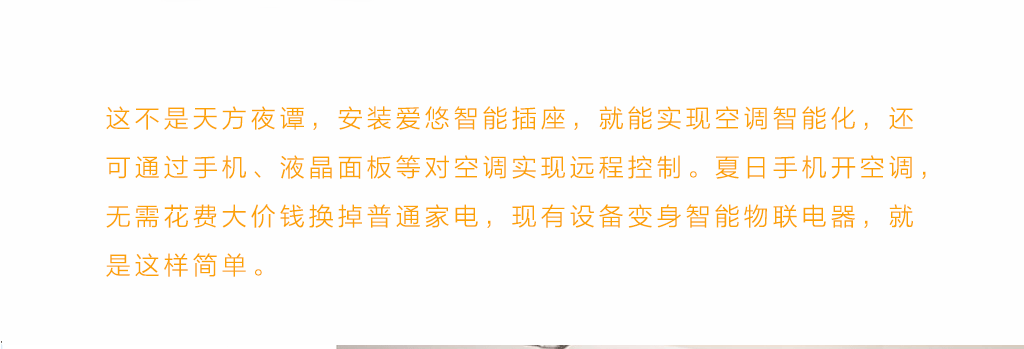 这不是天方夜谭，安装爱悠智能插座，就能实现空调智能化，还
可通过手机、液晶面板等对空调实现远程控制。夏日手机开空调，
无需花费大价钱换掉普通家电，现有设备变身智能物联电器，就
是这样简单。